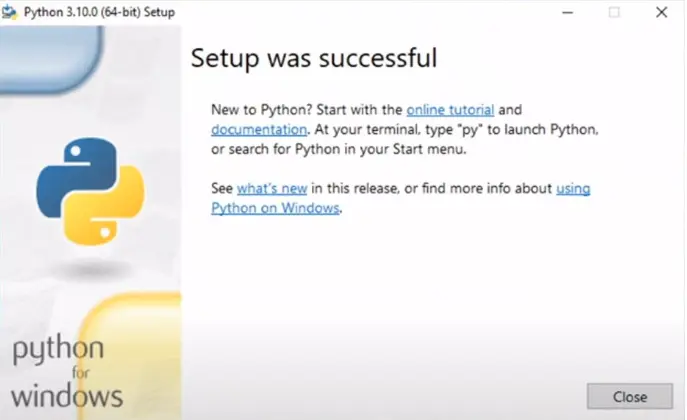 Python 3.10.0 (64-bit) Setup
Setup was successful
New to Python? Start with the online tutorial and
documentation. At your terminal, type "py" to launch Python,
or search for Python in your Start menu.
See what's new in this release, or find more info about using
Python on Windows.
python
for
windows
Close